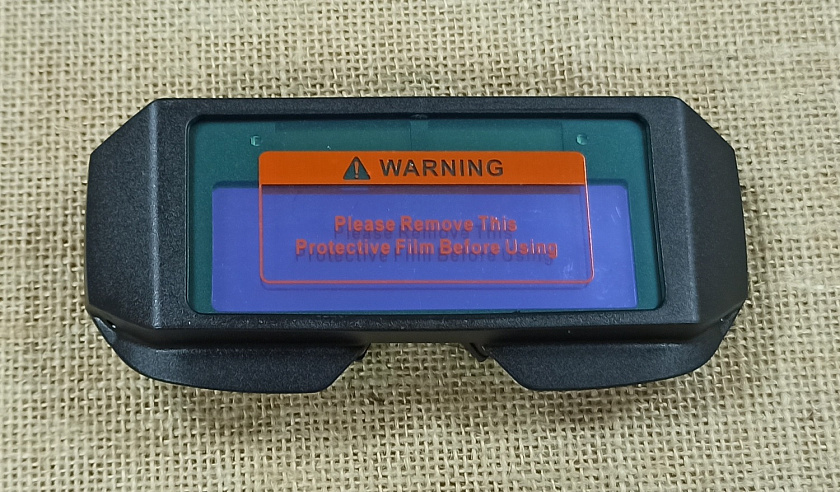 WARNING
Please Remove This
Protective Film Before Using